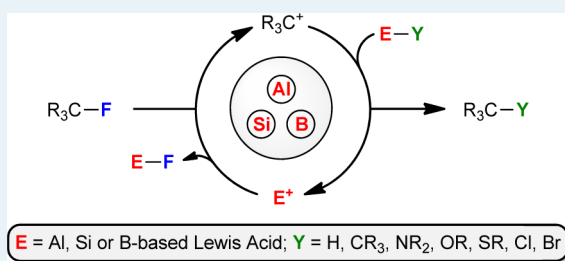 R₃C⁺
E–Y
Al
Si
B
R₃C–F
R₃C–Y
E–F
E⁺
E = Al, Si or B-based Lewis Acid; Y = H, CR₃, NR₂, OR, SR, Cl, Br